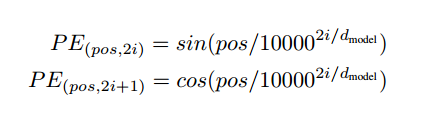 PE_{(pos,2i)} = sin(pos/10000^{2i/d_{model}})
PE_{(pos,2i+1)} = cos(pos/10000^{2i/d_{model}})